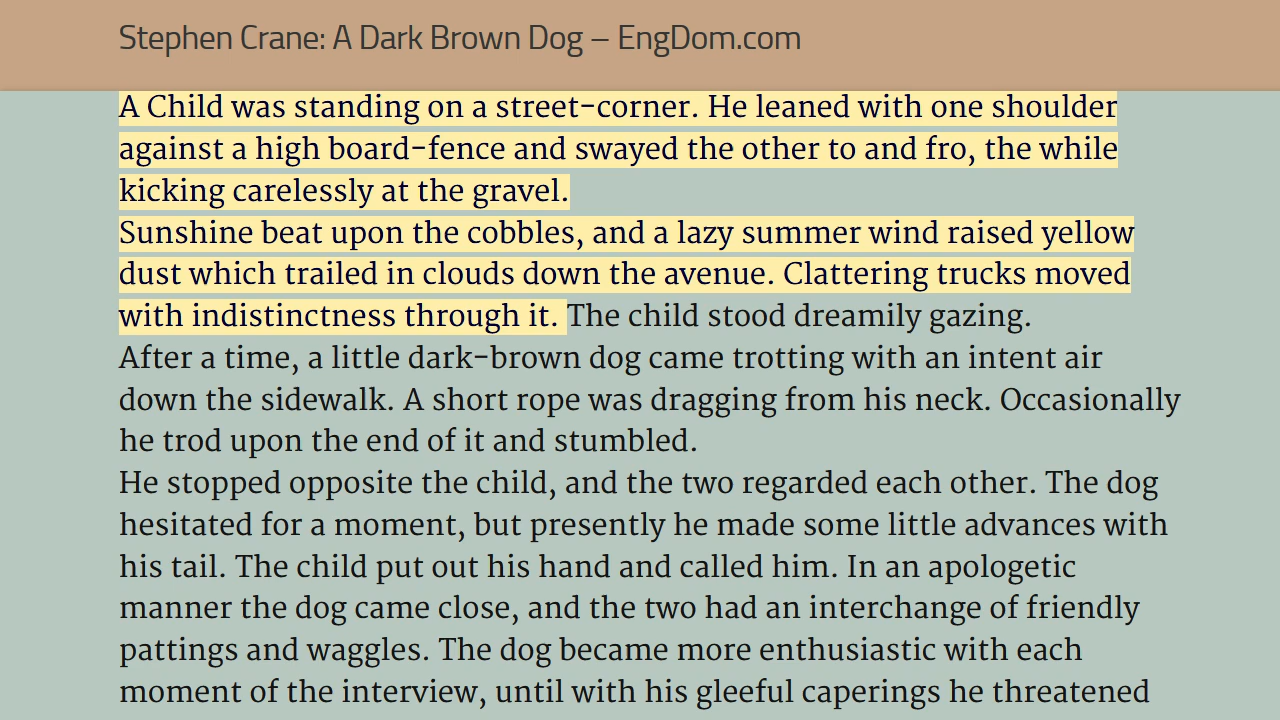 Stephen Crane: A Dark Brown Dog – EngDom.com
A Child was standing on a street-corner. He leaned with one shoulder
against a high board-fence and swayed the other to and fro, the while
kicking carelessly at the gravel.
Sunshine beat upon the cobbles, and a lazy summer wind raised yellow
dust which trailed in clouds down the avenue. Clattering trucks moved
with indistinctness through it. The child stood dreamily gazing.
After a time, a little dark-brown dog came trotting with an intent air
down the sidewalk. A short rope was dragging from his neck. Occasionally
he trod upon the end of it and stumbled.
He stopped opposite the child, and the two regarded each other. The dog
hesitated for a moment, but presently he made some little advances with
his tail. The child put out his hand and called him. In an apologetic
manner the dog came close, and the two had an interchange of friendly
pattings and waggles. The dog became more enthusiastic with each
moment of the interview, until with his gleeful caperings he threatened